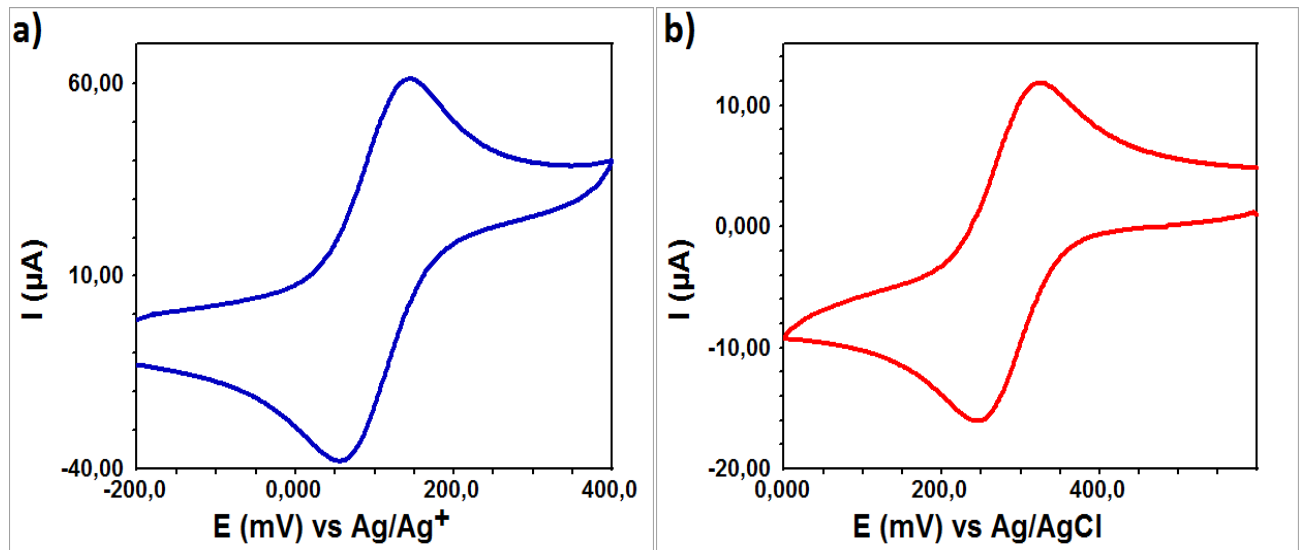 a)
60,00
10,00
-40,00
I (µA)
-200,0 0,000 200,0 400,0
E (mV) vs Ag/Ag⁺
b)
10,00
0,000
-10,00
-20,00
I (µA)
0,000 200,0 400,0
E (mV) vs Ag/AgCl